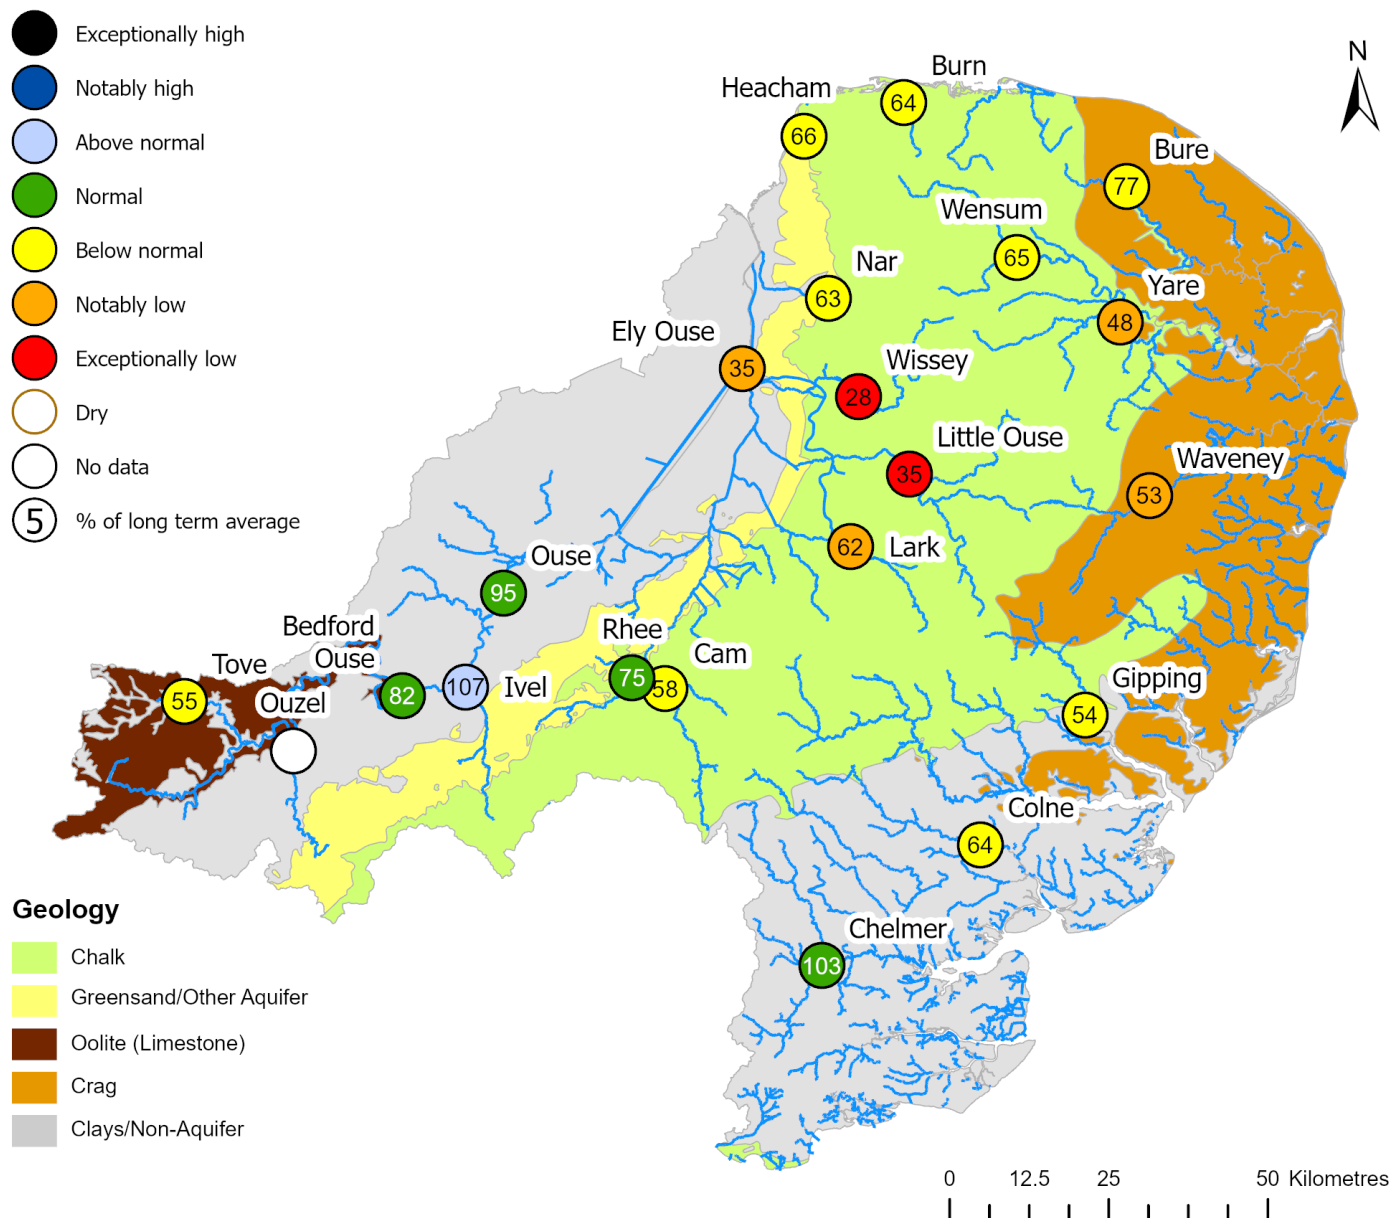 Exceptionally high
Notably high
Above normal
Normal
Below normal
Notably low
Exceptionally low
Dry
No data
5 % of long term average
N
Burn
64
Heacham
66
Bure
77
Wensum
65
Nar
63
Yare
48
Ely Ouse
35
Wissey
28
Little Ouse
35
Waveney
53
Lark
62
Ouse
95
Bedford
Ouse
82
Rhee
75
Cam
58
Tove
55
Ouzel
Ivel
107
Gipping
54
Colne
64
Chelmer
103
Geology
Chalk
Greensand/Other Aquifer
Oolite (Limestone)
Crag
Clays/Non-Aquifer
0 12.5 25 50 Kilometres